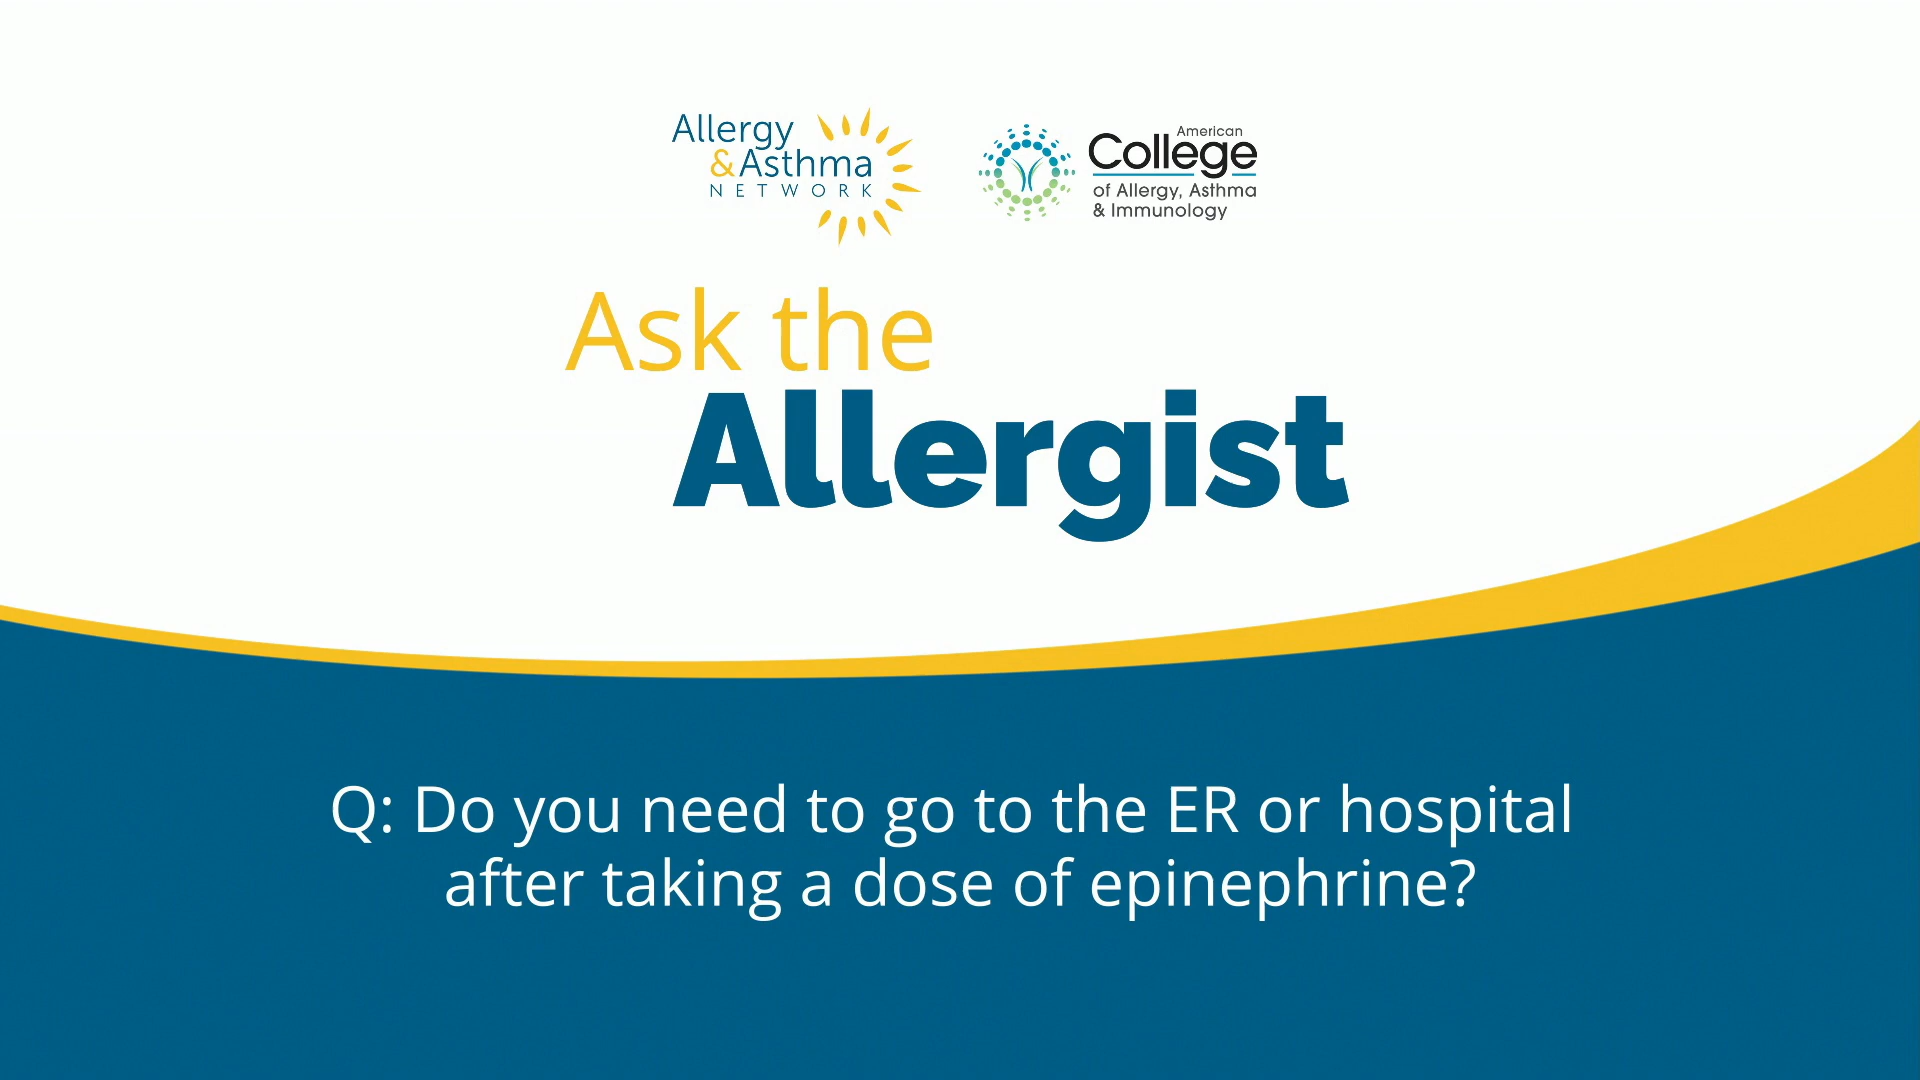 Allergy
& Asthma
NETWORK
American
College
of Allergy, Asthma
& Immunology
Ask the
Allergist
Q: Do you need to go to the ER or hospital
after taking a dose of epinephrine?